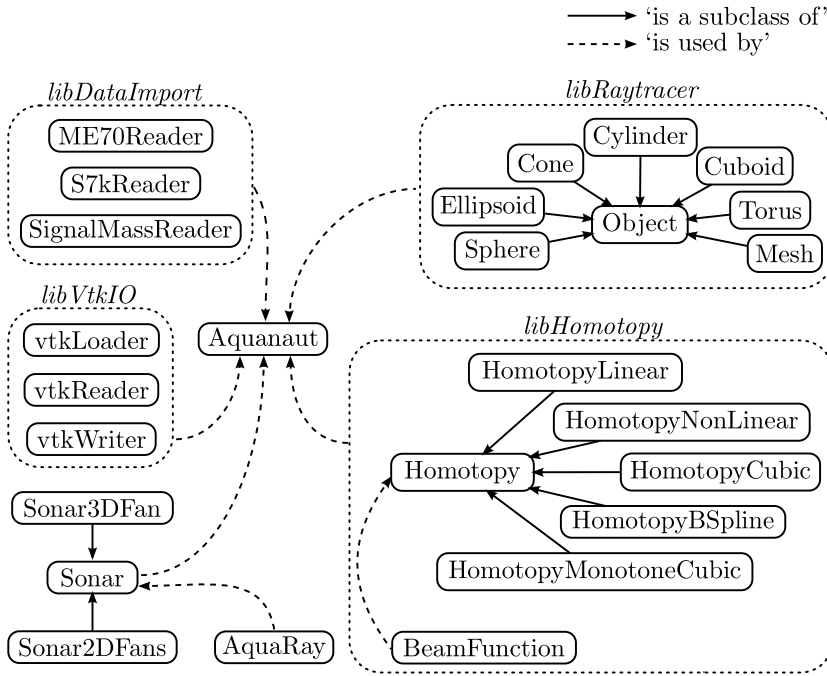 ‘is a subclass of’
‘is used by’
libDataImport
ME70Reader
S7kReader
SignalMassReader
libRaytracer
Cylinder
Cone
Cuboid
Ellipsoid
Torus
Object
Sphere
Mesh
libVtkIO
vtkLoader
vtkReader
vtkWriter
Aquanaut
libHomotopy
HomotopyLinear
HomotopyNonLinear
Homotopy
HomotopyCubic
HomotopyBSpline
HomotopyMonotoneCubic
BeamFunction
Sonar3DFan
Sonar
Sonar2DFans
AquaRay